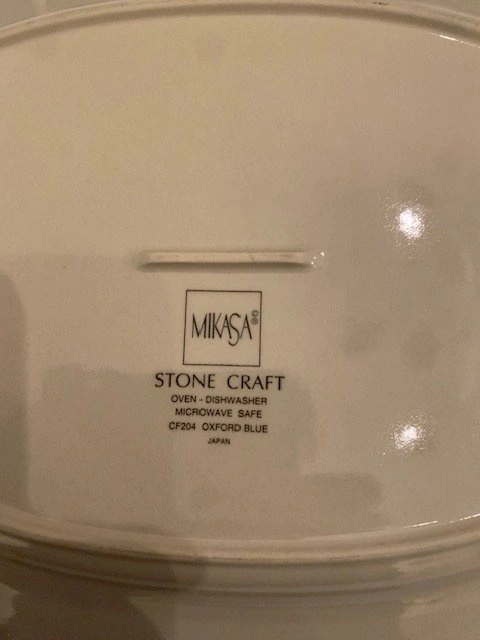 MIKASA ®©
STONE CRAFT
OVEN - DISHWASHER
MICROWAVE SAFE
CF204 OXFORD BLUE
JAPAN